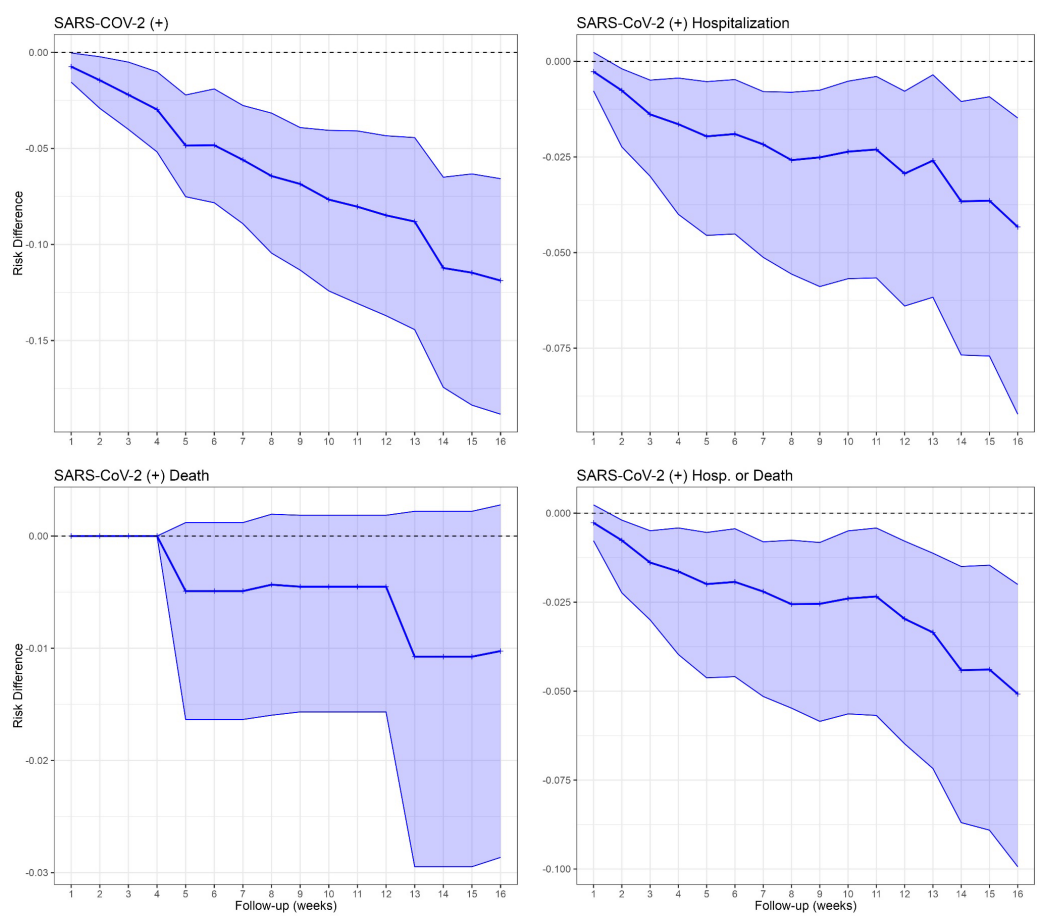 SARS-COV-2 (+)
Risk Difference
0.00
-0.05
-0.10
-0.15
1 2 3 4 5 6 7 8 9 10 11 12 13 14 15 16
SARS-CoV-2 (+) Hospitalization
0.000
-0.025
-0.050
-0.075
1 2 3 4 5 6 7 8 9 10 11 12 13 14 15 16
SARS-CoV-2 (+) Death
Risk Difference
0.00
-0.01
-0.02
-0.03
1 2 3 4 5 6 7 8 9 10 11 12 13 14 15 16
Follow-up (weeks)
SARS-CoV-2 (+) Hosp. or Death
0.000
-0.025
-0.050
-0.075
-0.100
1 2 3 4 5 6 7 8 9 10 11 12 13 14 15 16
Follow-up (weeks)